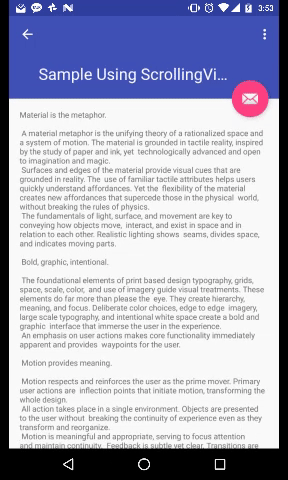 3:53
Sample Using ScrollingVi...
Material is the metaphor.
A material metaphor is the unifying theory of a rationalized space and
a system of motion. The material is grounded in tactile reality, inspired
by the study of paper and ink, yet technologically advanced and open
to imagination and magic.
Surfaces and edges of the material provide visual cues that are
grounded in reality. The use of familiar tactile attributes helps users
quickly understand affordances. Yet the flexibility of the material
creates new affordances that supercede those in the physical world,
without breaking the rules of physics.
The fundamentals of light, surface, and movement are key to
conveying how objects move, interact, and exist in space and in
relation to each other. Realistic lighting shows seams, divides space,
and indicates moving parts.
Bold, graphic, intentional.
The foundational elements of print based design typography, grids,
space, scale, color, and use of imagery guide visual treatments. These
elements do far more than please the eye. They create hierarchy,
meaning, and focus. Deliberate color choices, edge to edge imagery,
large scale typography, and intentional white space create a bold and
graphic interface that immerse the user in the experience.
An emphasis on user actions makes core functionality immediately
apparent and provides waypoints for the user.
Motion provides meaning.
Motion respects and reinforces the user as the prime mover. Primary
user actions are inflection points that initiate motion, transforming the
whole design.
All action takes place in a single environment. Objects are presented
to the user without breaking the continuity of experience even as they
transform and reorganize.
Motion is meaningful and appropriate, serving to focus attention
and maintain continuity. Feedback is subtle yet clear. Transitions are